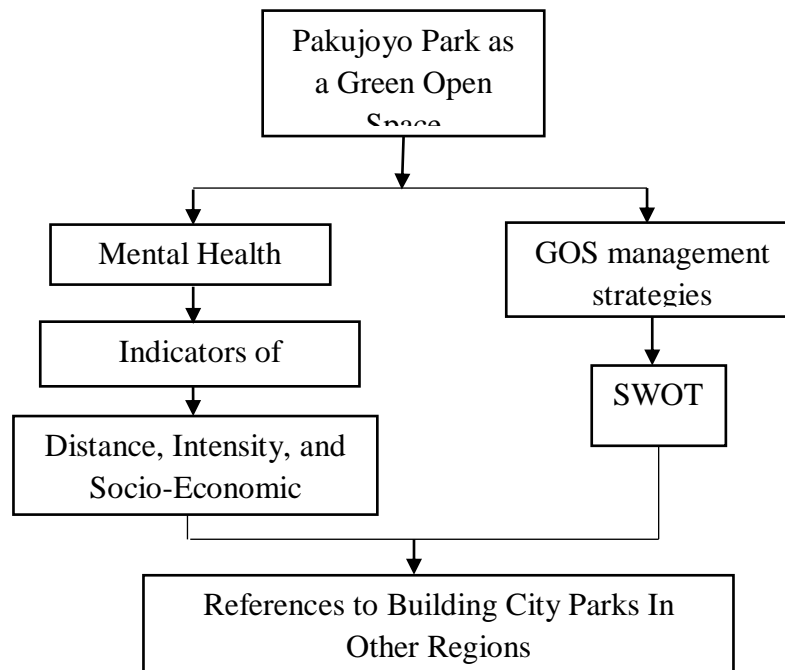 Pakujoyo Park as
a Green Open
Space
Mental Health
GOS management
strategies
Indicators of
SWOT
Distance, Intensity, and
Socio-Economic
References to Building City Parks In
Other Regions